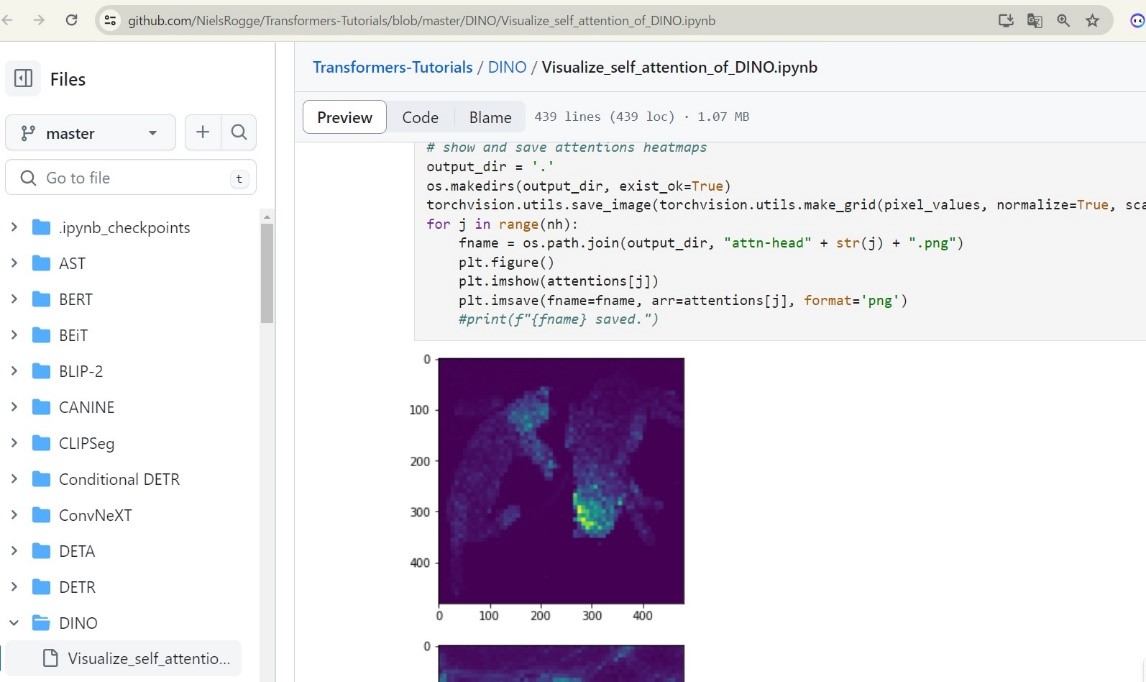 github.com/NielsRogge/Transformers-Tutorials/blob/master/DINO/Visualize_self_attention_of_DINO.ipynb
Files
master
Go to file
t
.ipynb_checkpoints
AST
BERT
BEiT
BLIP-2
CANINE
CLIPSeg
Conditional DETR
ConvNeXT
DETA
DETR
DINO
Visualize_self_attentio...
Transformers-Tutorials / DINO / Visualize_self_attention_of_DINO.ipynb
Preview Code Blame 439 lines (439 loc) · 1.07 MB
# show and save attentions heatmaps
output_dir = '.'
os.makedirs(output_dir, exist_ok=True)
torchvision.utils.save_image(torchvision.utils.make_grid(pixel_values, normalize=True, sca
for j in range(nh):
    fname = os.path.join(output_dir, "attn-head" + str(j) + ".png")
    plt.figure()
    plt.imshow(attentions[j])
    plt.imsave(fname=fname, arr=attentions[j], format='png')
    #print(f"{fname} saved.")
0
100
200
300
400
0 100 200 300 400
0